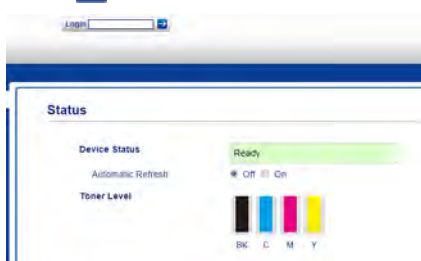 Login
Status
Device Status
Ready
Automatic Refresh
Off On
Toner Level
BK C M Y